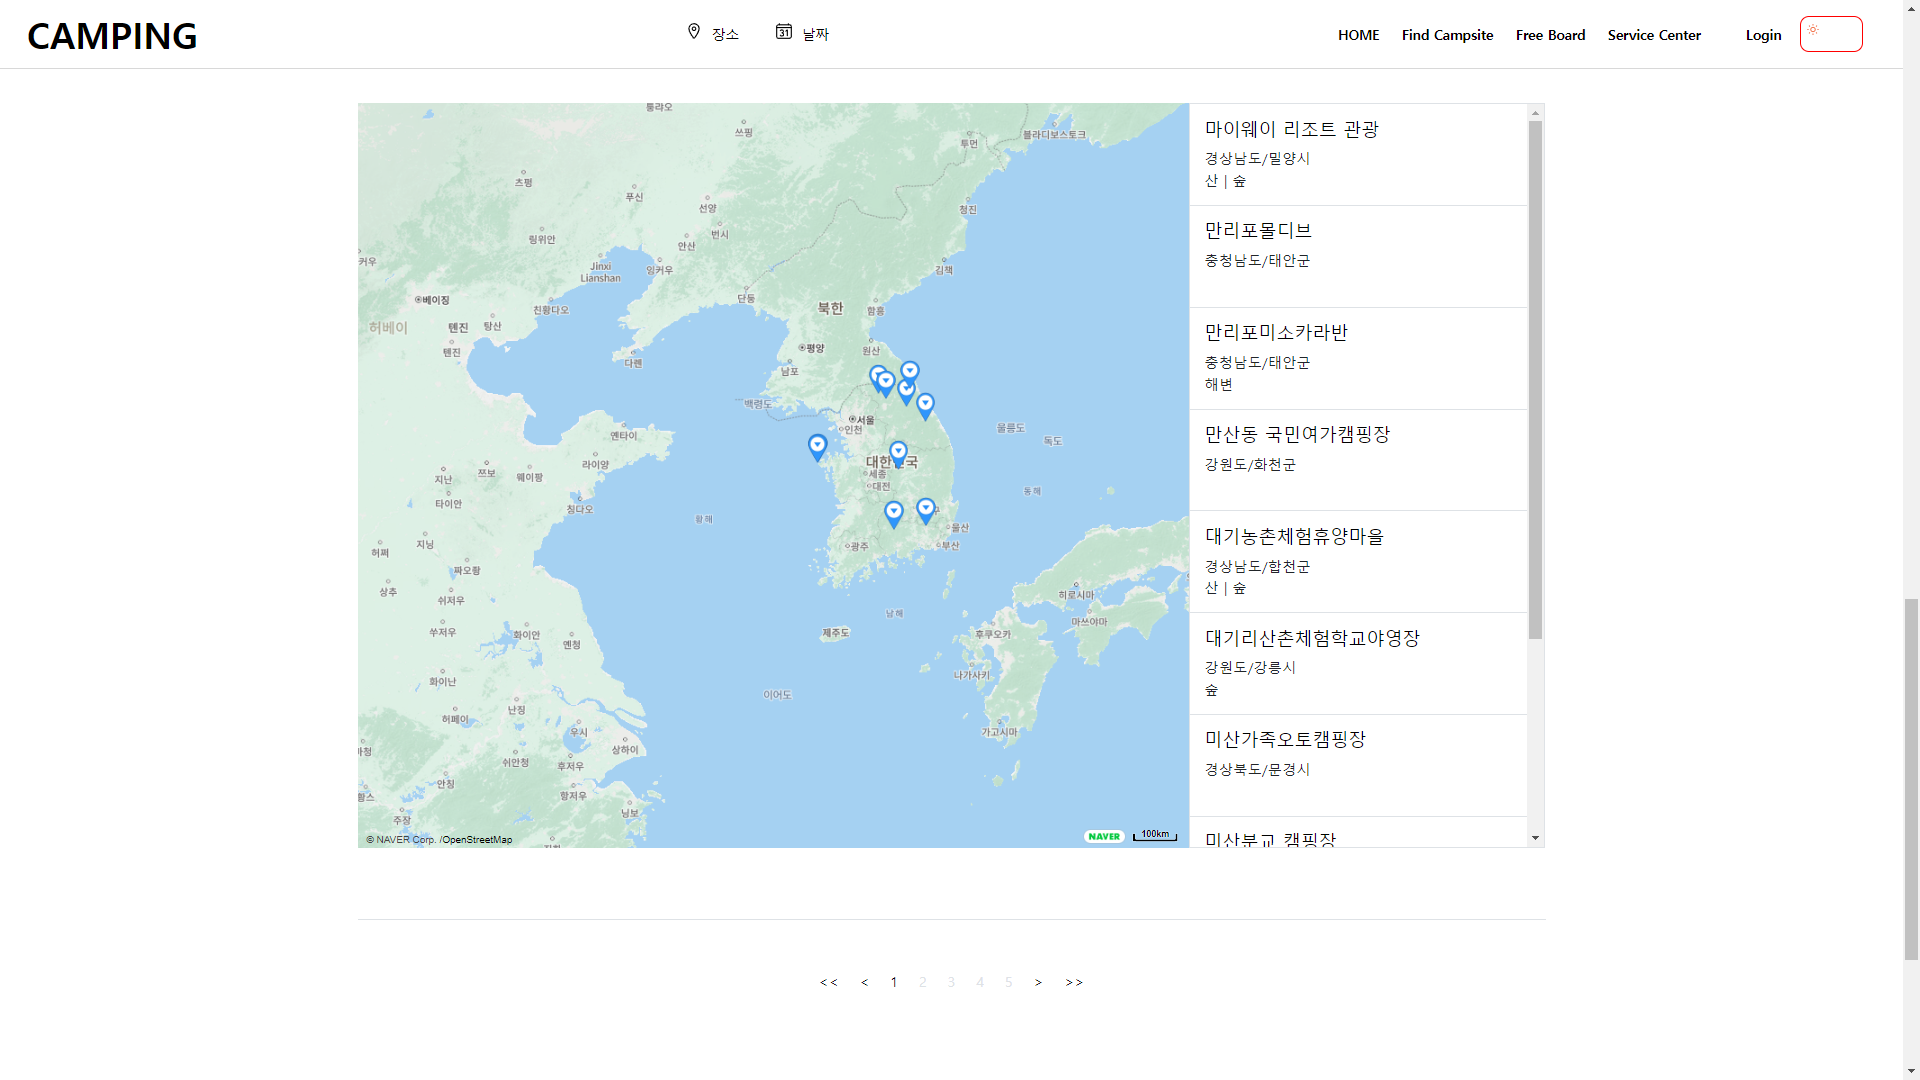 CAMPING
장소
31
날짜
HOME
Find Campsite
Free Board
Service Center
Login
퉁랴오
쓰핑
투먼
블라디보스토크
츠펑
푸신
선양
번시
청진
링위안
안산
커우
Jinxi
Lianshan
잉커우
김책
베이징
단둥
북한
함흥
친황다오
허베이
텐진
탕산
텐진
평양
원산
다롄
남포
백령도
서울
인천
울릉도
독도
옌타이
대한민국
라이양
세종
대전
지난
쯔보
웨이팡
동해
타이안
칭다오
황해
울산
허쩌
지닝
광주
부산
짜오좡
상추
쉬저우
히로시마
남해
마쓰야마
쑤저우
화이안
옌청
제주도
후쿠오카
나가사키
화이난
이어도
난징
허페이
우시
가고시마
상하이
쉬안청
후저우
안칭
항저우
주장
닝보
© NAVER Corp. /OpenStreetMap
NAVER
100km
마이웨이 리조트 관광
경상남도/밀양시
산 | 숲
만리포몰디브
충청남도/태안군
만리포미소카라반
충청남도/태안군
해변
만산동 국민여가캠핑장
강원도/화천군
대기농촌체험휴양마을
경상남도/합천군
산 | 숲
대기리산촌체험학교야영장
강원도/강릉시
숲
미산가족오토캠핑장
경상북도/문경시
미산분교 캠핑장
<< < 1 2 3 4 5 > >>